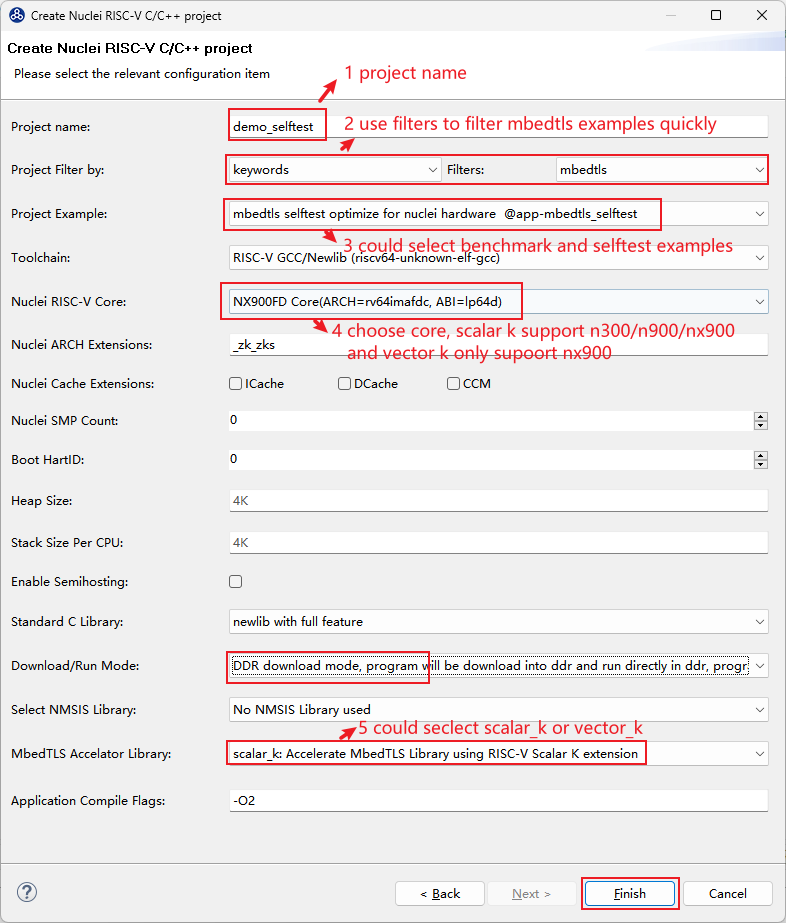 Create Nuclei RISC-V C/C++ project
Create Nuclei RISC-V C/C++ project
Please select the relevant configuration item
1 project name
Project name:
demo_selftest
2 use filters to filter mbedtls examples quickly
Project Filter by:
keywords
Filters:
mbedtls
Project Example:
mbedtls selftest optimize for nuclei hardware @app-mbedtls_selftest
3 could select benchmark and selftest examples
Toolchain:
RISC-V GCC/Newlib (riscv64-unknown-elf-gcc)
Nuclei RISC-V Core:
NX900FD Core(ARCH=rv64imafdc, ABI=lp64d)
4 choose core, scalar k support n300/n900/nx900
and vector k only supoort nx900
Nuclei ARCH Extensions:
_zk_zks
Nuclei Cache Extensions:
ICache
DCache
CCM
Nuclei SMP Count:
0
Boot HartID:
0
Heap Size:
4K
Stack Size Per CPU:
4K
Enable Semihosting:
Standard C Library:
newlib with full feature
Download/Run Mode:
DDR download mode, program will be download into ddr and run directly in ddr, progr
Select NMSIS Library:
No NMSIS Library used
5 could seclect scalar_k or vector_k
MbedTLS Accelator Library:
scalar_k: Accelerate MbedTLS Library using RISC-V Scalar K extension
Application Compile Flags:
-O2
?
< Back
Next >
Finish
Cancel